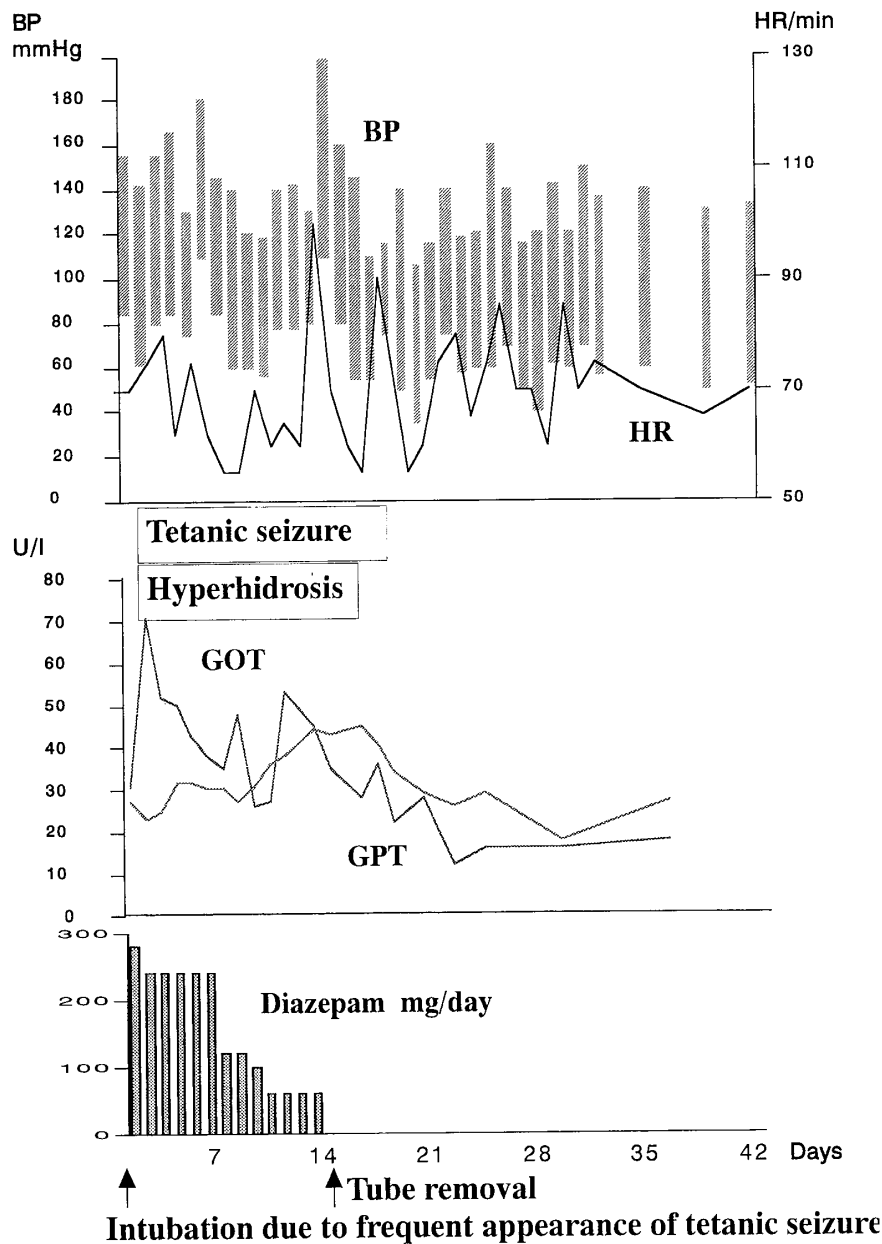 BP
mmHg
HR/min
180
160
140
120
100
80
60
40
20
0
130
110
90
70
50
BP
HR
Tetanic seizure
Hyperhidrosis
U/l
80
70
60
50
40
30
20
10
0
GOT
GPT
300
200
100
0
Diazepam mg/day
7 14 21 28 35 42 Days
Tube removal
Intubation due to frequent appearance of tetanic seizure